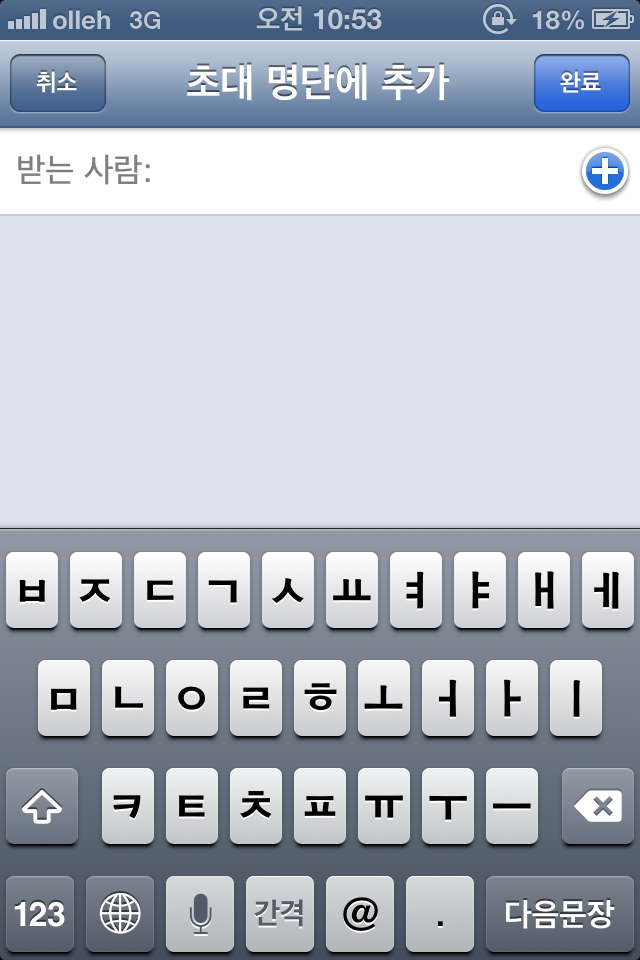 olleh 3G 오전 10:53 18%
취소 초대 명단에 추가 완료
받는 사람:
ㅂ ㅈ ㄷ ㄱ ㅅ ㅛ ㅕ ㅑ ㅐ ㅔ
ㅁ ㄴ ㅇ ㄹ ㅎ ㅗ ㅓ ㅏ ㅣ
ㅋ ㅌ ㅊ ㅍ ㅠ ㅜ ㅡ
123 간격 @ . 다음문장